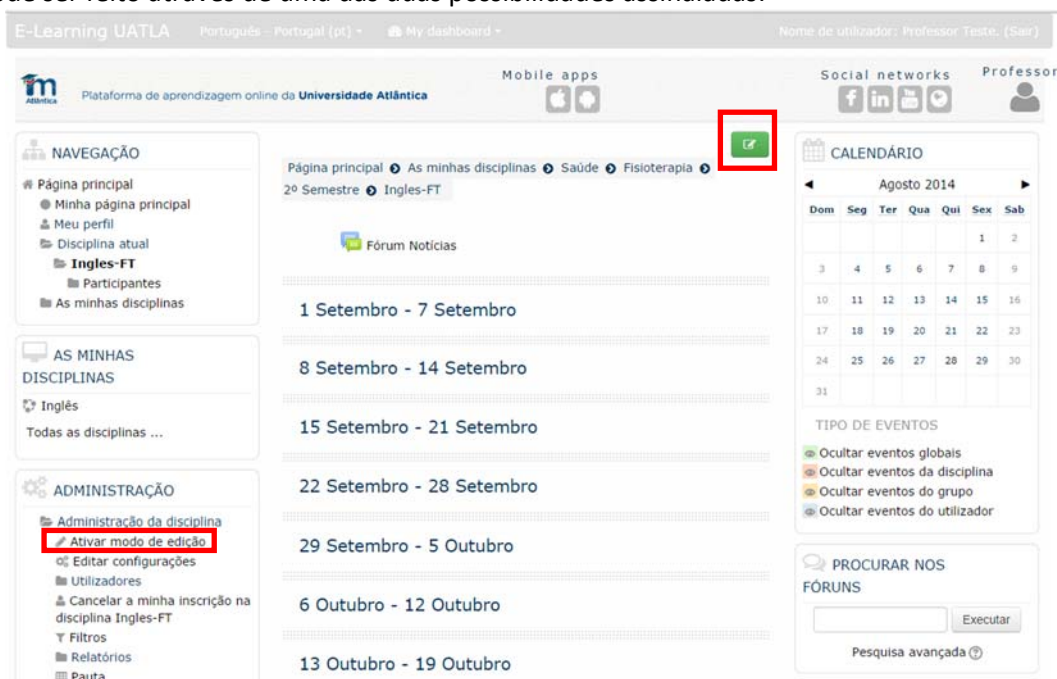 E-Learning UATLA Português - Portugal (pt) My dashboard Nome de utilizador: Professor Teste. (Sair)
Atlântica
Plataforma de aprendizagem online da Universidade Atlântica
Mobile apps
Social networks
Professor
NAVEGAÇÃO
Página principal
Minha página principal
Meu perfil
Disciplina atual
Ingles-FT
Participantes
As minhas disciplinas
AS MINHAS
DISCIPLINAS
Inglês
Todas as disciplinas ...
ADMINISTRAÇÃO
Administração da disciplina
Ativar modo de edição
Editar configurações
Utilizadores
Cancelar a minha inscrição na
disciplina Ingles-FT
Filtros
Relatórios
Pauta
Página principal As minhas disciplinas Saúde Fisioterapia
2º Semestre Ingles-FT
Fórum Notícias
1 Setembro - 7 Setembro
8 Setembro - 14 Setembro
15 Setembro - 21 Setembro
22 Setembro - 28 Setembro
29 Setembro - 5 Outubro
6 Outubro - 12 Outubro
13 Outubro - 19 Outubro
CALENDÁRIO
Agosto 2014
Dom Seg Ter Qua Qui Sex Sab
1 2
3 4 5 6 7 8 9
10 11 12 13 14 15 16
17 18 19 20 21 22 23
24 25 26 27 28 29 30
31
TIPO DE EVENTOS
Ocultar eventos globais
Ocultar eventos da disciplina
Ocultar eventos do grupo
Ocultar eventos do utilizador
PROCURAR NOS
FÓRUNS
Executar
Pesquisa avançada